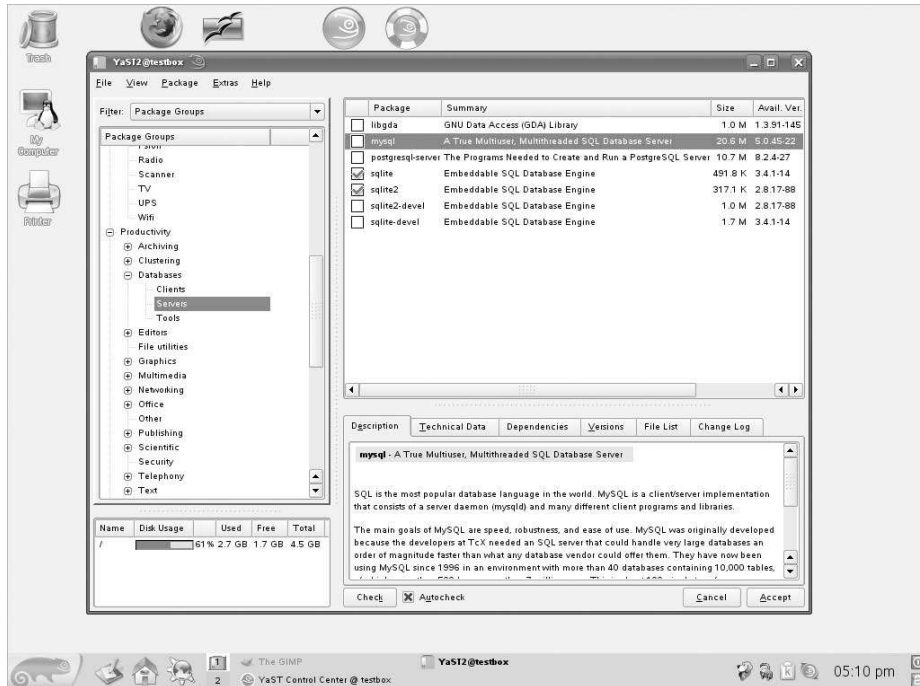 Trash
My Computer
Printer
YaST2@testbox
File View Package Extras Help
Filter: Package Groups
Package Groups
Radio
Scanner
TV
UPS
Wifi
Productivity
Archiving
Clustering
Databases
Clients
Servers
Tools
Editors
File utilities
Graphics
Multimedia
Networking
Office
Other
Publishing
Scientific
Security
Telephony
Text
Name Disk Usage Used Free Total
/ 61% 2.7 GB 1.7 GB 4.5 GB
Package Summary Size Avail. Ver.
libgda GNU Data Access (GDA) Library 1.0 M 1.3.91-145
mysql A True Multiuser, Multithreaded SQL Database Server 20.6 M 5.0.45-22
postgresql-server The Programs Needed to Create and Run a PostgreSQL Server 10.7 M 8.2.4-27
sqlite Embeddable SQL Database Engine 491.8 K 3.4.1-14
sqlite2 Embeddable SQL Database Engine 317.1 K 2.8.17-88
sqlite2-devel Embeddable SQL Database Engine 1.0 M 2.8.17-88
sqlite-devel Embeddable SQL Database Engine 1.7 M 3.4.1-14
Description Technical Data Dependencies Versions File List Change Log
mysql - A True Multiuser, Multithreaded SQL Database Server
SQL is the most popular database language in the world. MySQL is a client/server implementation
that consists of a server daemon (mysqld) and many different client programs and libraries.
The main goals of MySQL are speed, robustness, and ease of use. MySQL was originally developed
because the developers at TcX needed an SQL server that could handle very large databases an
order of magnitude faster than what any database vendor could offer them. They have now been
using MySQL since 1996 in an environment with more than 40 databases containing 10,000 tables,
Check Autocheck Cancel Accept
1 The GIMP YaST2@testbox
2 YaST Control Center @ testbox
05:10 pm